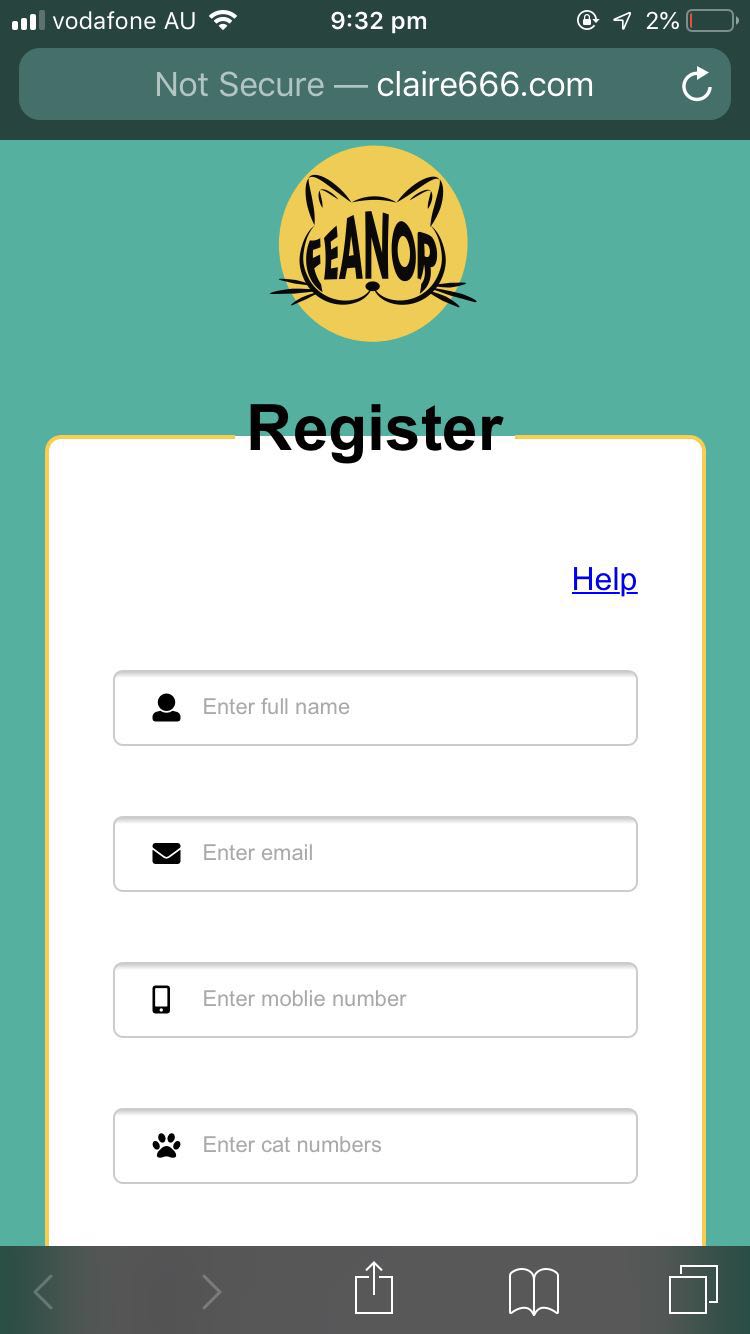 vodafone AU 9:32 pm 2%
Not Secure — claire666.com
FEANOR
Register
Help
Enter full name
Enter email
Enter moblie number
Enter cat numbers